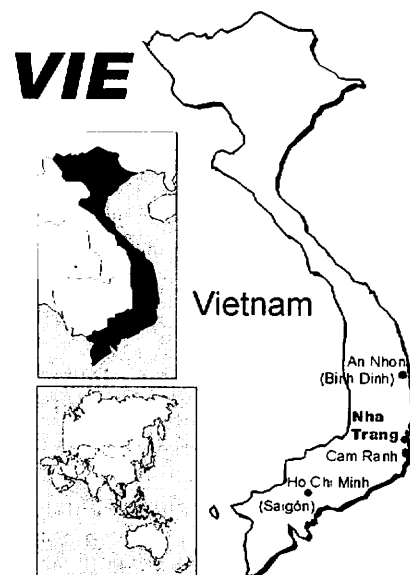 VIE
Vietnam
An Nhon
(Binh Dinh)
Nha
Trang
Cam Ranh
Ho Chi Minh
(Saigón)